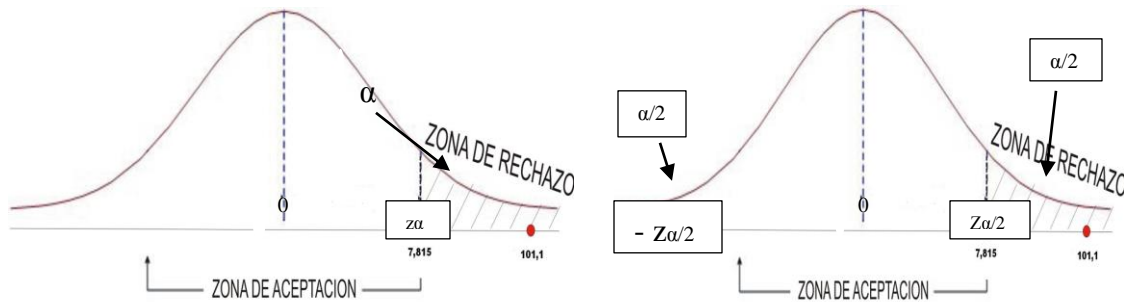 α
ZONA DE RECHAZO
0
zα
7,815
101,1
ZONA DE ACEPTACION
α/2
α/2
ZONA DE RECHAZO
0
- Zα/2
Zα/2
7,815
101,1
ZONA DE ACEPTACION